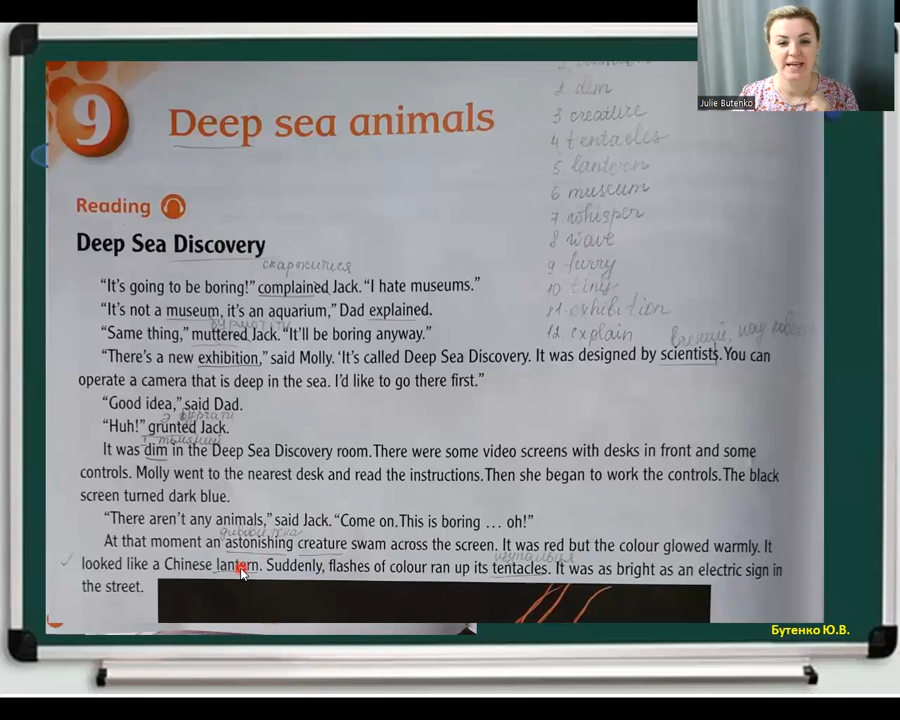 Julie Butenko
9
Deep sea animals
2 dim
3 creature
4 tentacles
5 lantern
6 museum
7 whisper
8 wave
9 furry
10 tiny
11 exhibition
12 explain
Reading
Deep Sea Discovery
“It’s going to be boring!” complained Jack. “I hate museums.”
“It’s not a museum, it’s an aquarium,” Dad explained.
“Same thing,” muttered Jack. “It’ll be boring anyway.”
“There’s a new exhibition,” said Molly. ‘It’s called Deep Sea Discovery. It was designed by scientists. You can
operate a camera that is deep in the sea. I’d like to go there first.”
“Good idea,” said Dad.
“Huh!” grunted Jack.
It was dim in the Deep Sea Discovery room. There were some video screens with desks in front and some
controls. Molly went to the nearest desk and read the instructions. Then she began to work the controls. The black
screen turned dark blue.
“There aren’t any animals,” said Jack. “Come on. This is boring … oh!”
At that moment an astonishing creature swam across the screen. It was red but the colour glowed warmly. It
looked like a Chinese lantern. Suddenly, flashes of colour ran up its tentacles. It was as bright as an electric sign in
the street.
Бутенко Ю.В.